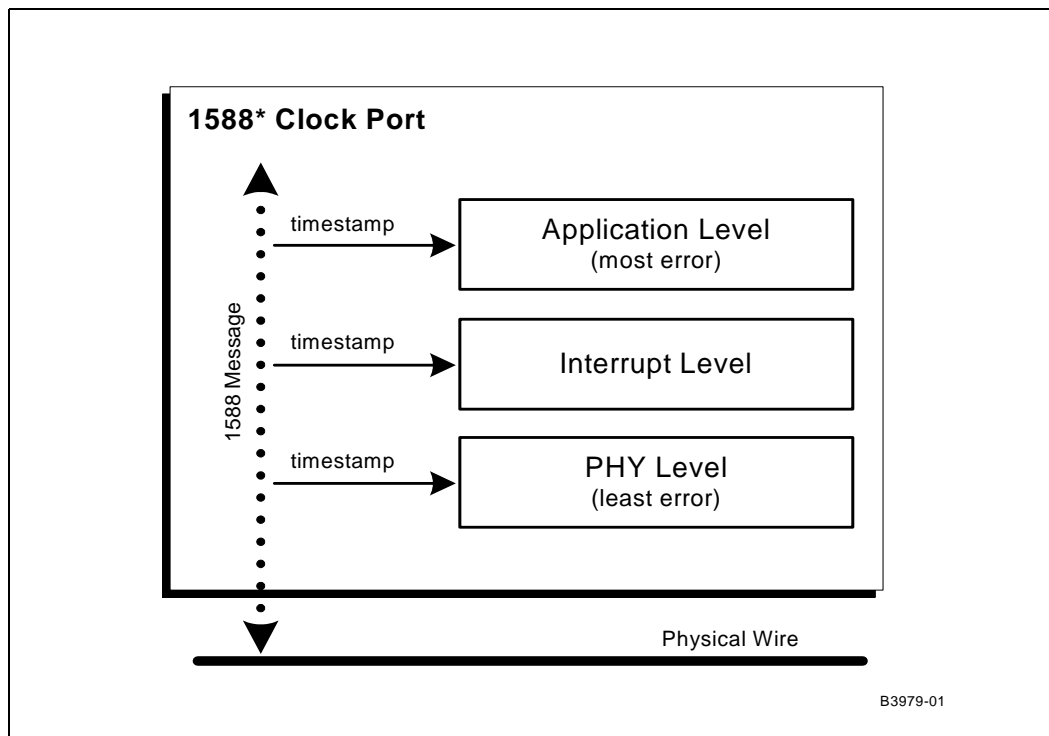 1588* Clock Port
timestamp
Application Level
(most error)
timestamp
Interrupt Level
1588 Message
timestamp
PHY Level
(least error)
Physical Wire
B3979-01